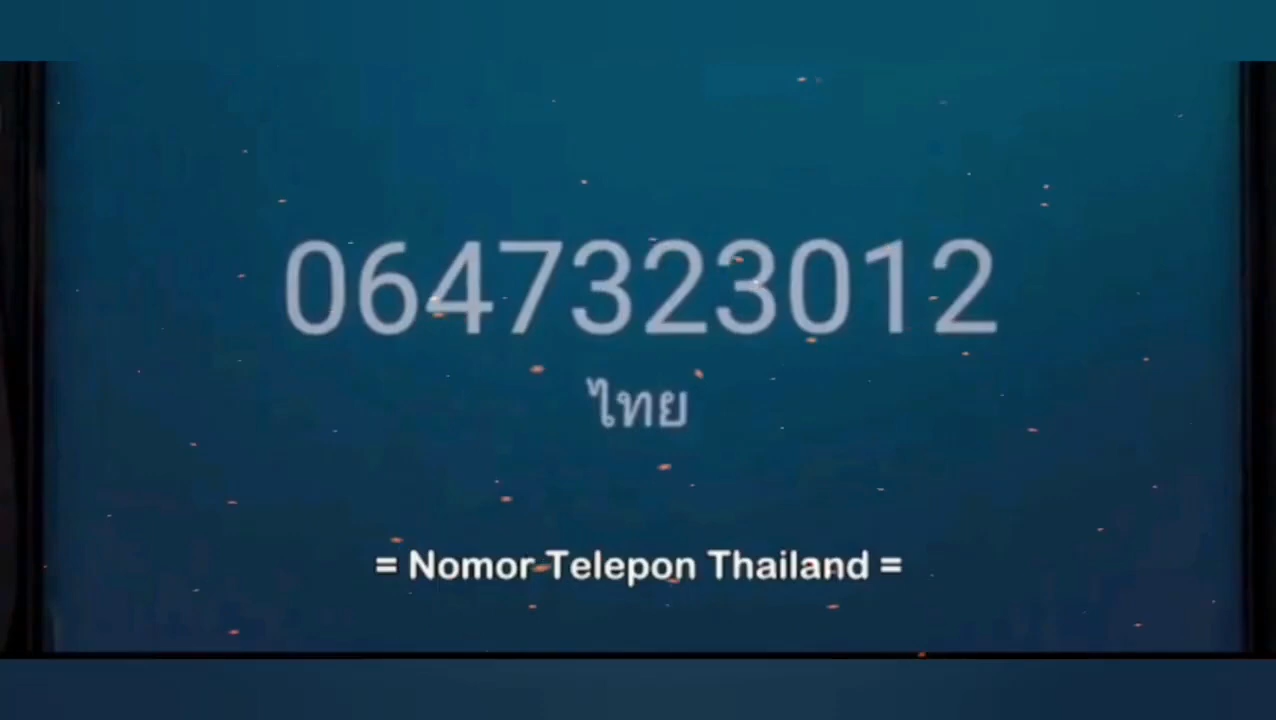 0647323012
ไทย
= Nomor Telepon Thailand =